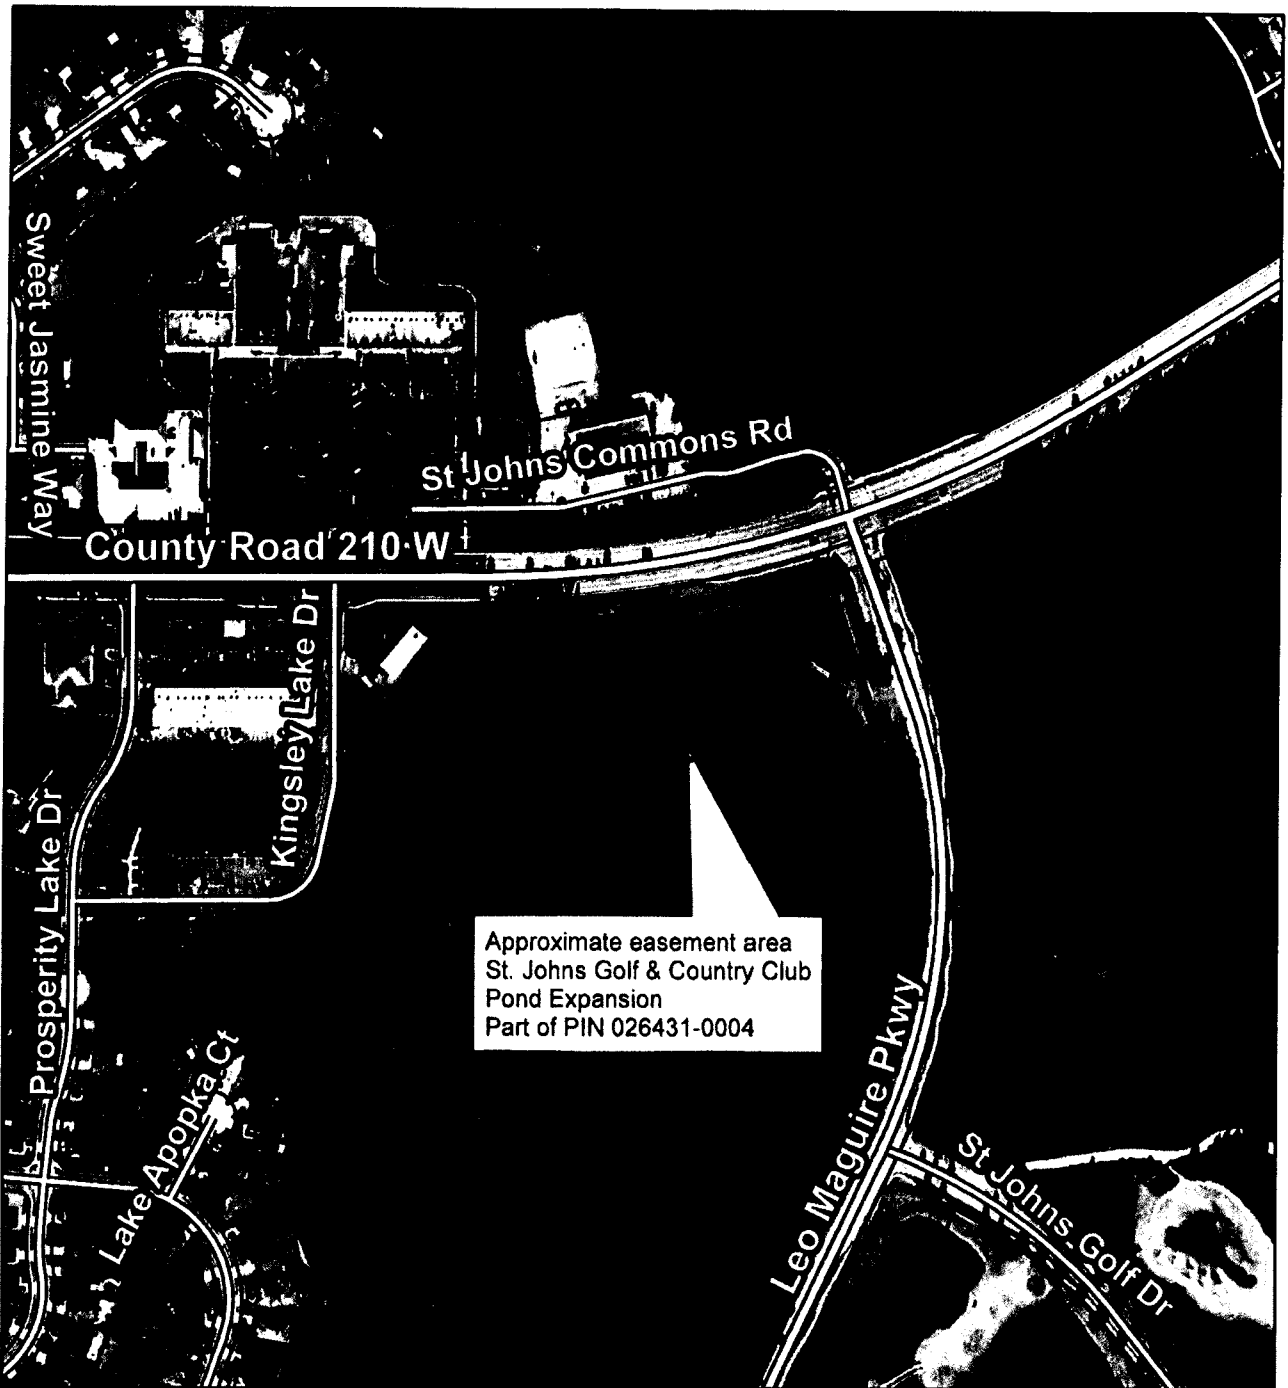 Sweet Jasmine Way
St Johns Commons Rd
County Road 210 W
Kingsley Lake Dr
Prosperity Lake Dr
Approximate easement area
St. Johns Golf & Country Club
Pond Expansion
Part of PIN 026431-0004
Lake Apopka Ct
Leo Maguire Pkwy
St Johns Golf Dr